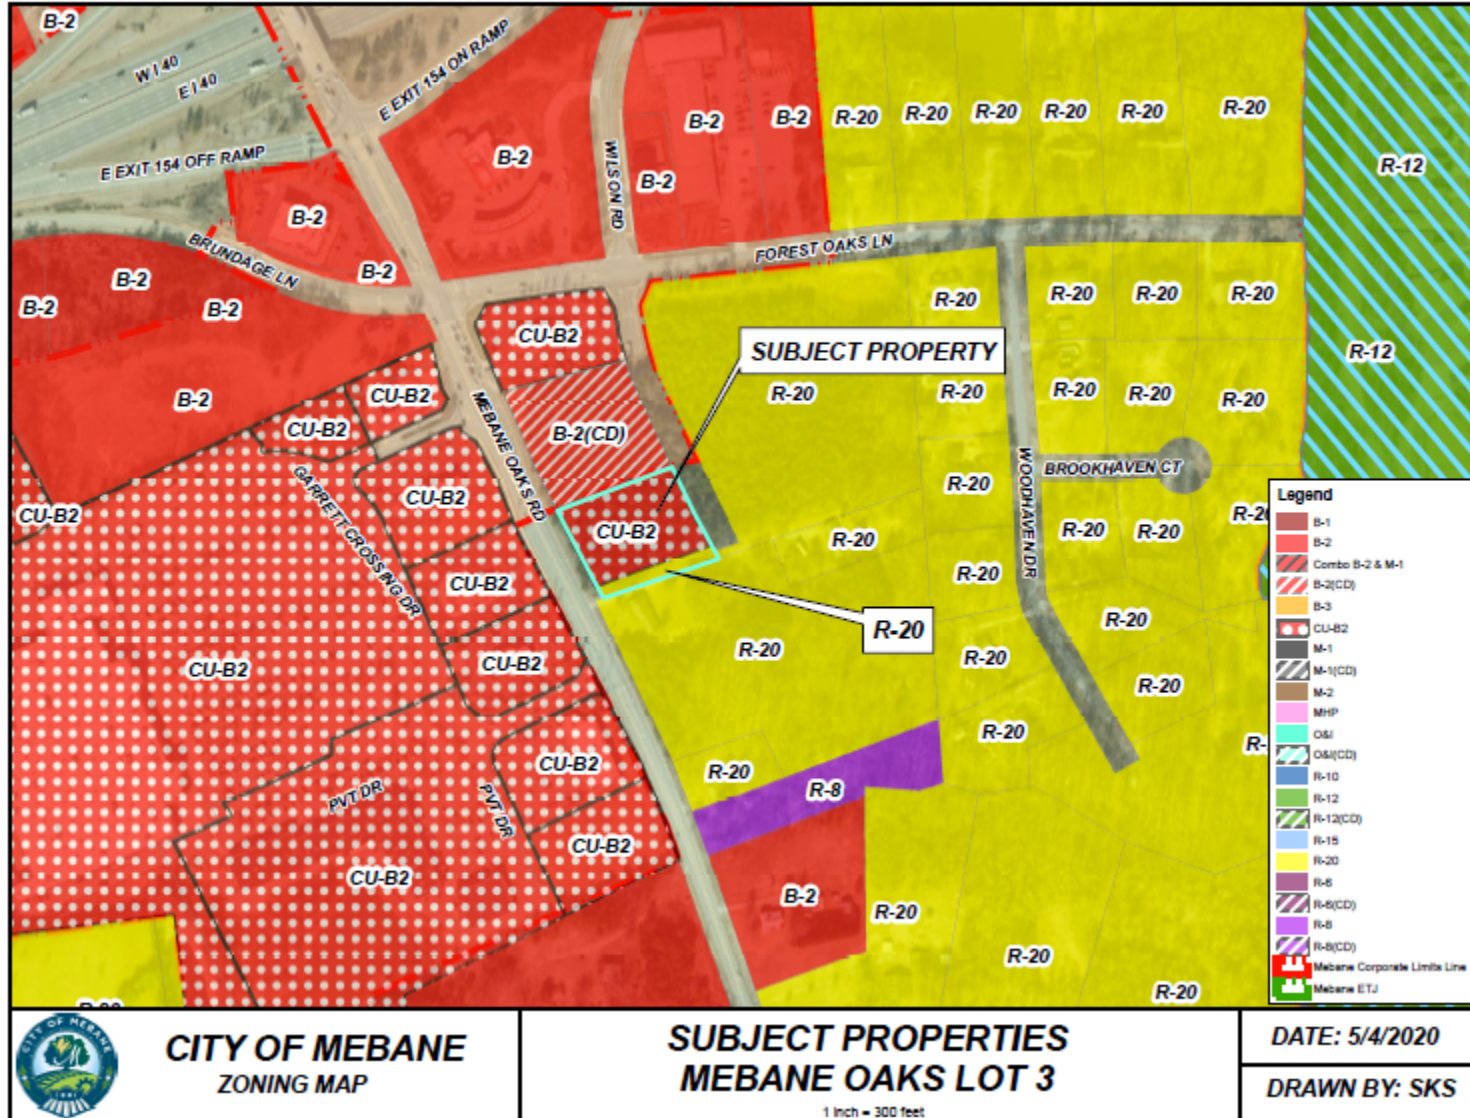 B-2
W I 40
E I 40
E EXIT 154 ON RAMP
E EXIT 154 OFF RAMP
B-2
B-2
B-2
B-2
B-2
WILSON RD
R-20
R-20
R-20
R-20
R-20
R-20
R-12
BRUNDAGE LN
B-2
FOREST OAKS LN
B-2
B-2
B-2
R-20
R-20
R-20
R-20
CU-B2
SUBJECT PROPERTY
R-12
B-2
CU-B2
R-20
R-20
R-20
R-20
R-20
CU-B2
MEBANE OAKS RD
B-2(CD)
WOODHAVEN DR
BROOKHAVEN CT
CU-B2
GARRETT CROSSING DR
CU-B2
R-20
CU-B2
CU-B2
R-20
R-20
R-20
CU-B2
R-20
R-20
R-20
CU-B2
CU-B2
R-20
R-20
R-20
R-20
CU-B2
R-20
R-8
PVT DR
PVT DR
CU-B2
CU-B2
B-2
R-20
R-20
R-20
Legend
B-1
B-2
Combo B-2 & M-1
B-2(CD)
B-3
CU-B2
M-1
M-1(CD)
M-2
MHP
O&I
O&I(CD)
R-10
R-12
R-12(CD)
R-15
R-20
R-6
R-6(CD)
R-8
R-8(CD)
Mebane Corporate Limits Line
Mebane ETJ
CITY OF MEBANE
CITY OF MEBANE
ZONING MAP
SUBJECT PROPERTIES
MEBANE OAKS LOT 3
1 inch = 300 feet
DATE: 5/4/2020
DRAWN BY: SKS